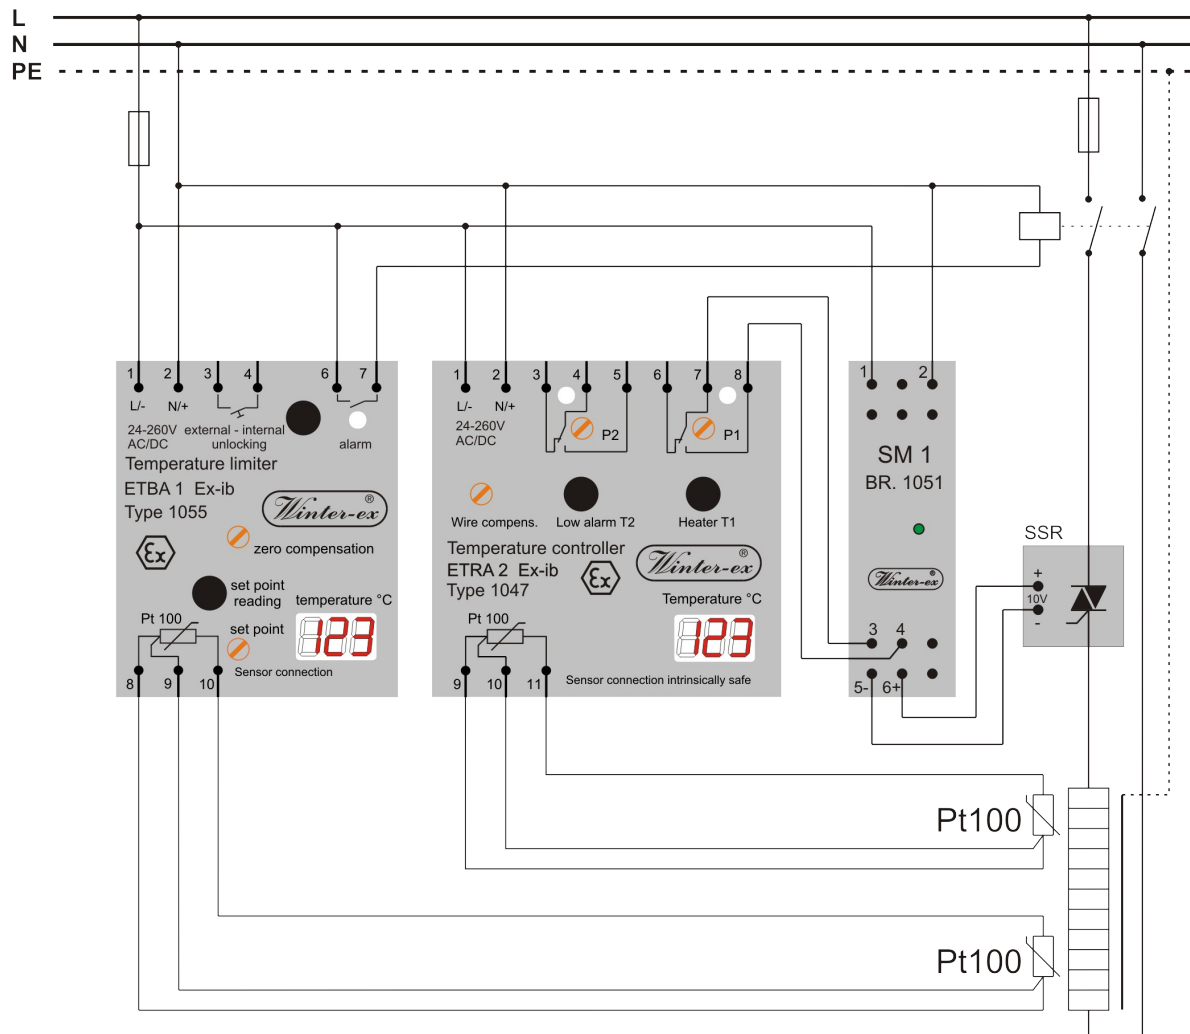 L
N
PE
1 2 3 4 6 7
L/- N/+
24-260V external - internal
AC/DC unlocking alarm
Temperature limiter
ETBA 1 Ex-ib
Type 1055
Winter-ex ®
zero compensation
Ex
set point
reading
temperature °C
Pt 100
set point
123
Sensor connection
8 9 10
1 2 3 4 5 6 7 8
L/- N/+
24-260V
AC/DC
P2 P1
Wire compens. Low alarm T2 Heater T1
Temperature controller
ETRA 2 Ex-ib
Type 1047
Ex
Winter-ex ®
Temperature °C
Pt 100
123
Sensor connection intrinsically safe
9 10 11
1 2
SM 1
BR. 1051
Winter-ex ®
3 4
5- 6+
SSR
+
10V
-
Pt100
Pt100